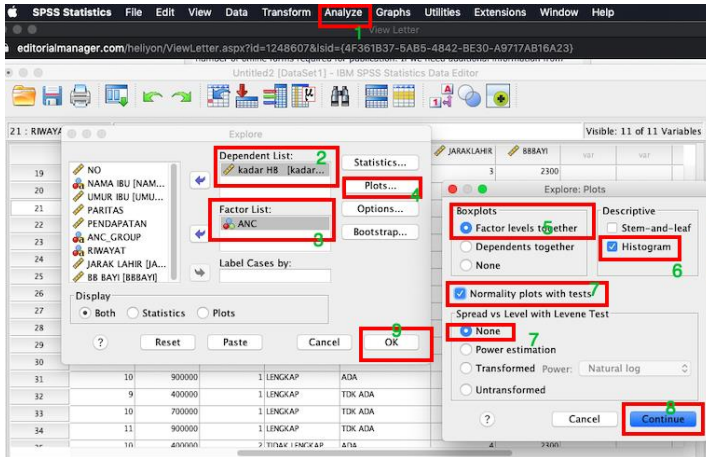 SPSS Statistics File Edit View Data Transform Analyze Graphs Utilities Extensions Window Help
1
View Letter
editorialmanager.com/heliyon/ViewLetter.aspx?id=1248607&lsid={4F361B37-5AB5-4842-BE30-A9717AB16A23}
Untitled2 [DataSet1] - IBM SPSS Statistics Data Editor
21 : RIWAYA
Visible: 11 of 11 Variables
Explore
Dependent List:
2
kadar HB [kadar...
Factor List:
ANC
3
Label Cases by:
NO
NAMA IBU [NAM...
UMUR IBU [UMU...
PARITAS
PENDAPATAN
ANC_GROUP
RIWAYAT
JARAK LAHIR [JA...
BB BAYI [BBBAYI]
Statistics...
Plots...
4
Options...
Bootstrap...
Display
Both Statistics Plots
9
? Reset Paste Cancel OK
JARAKLAHIR BBBAYI var var
3 2300
Explore: Plots
Boxplots
Factor levels together
5
Dependents together
None
Descriptive
Stem-and-leaf
Histogram
6
Normality plots with tests
7
Spread vs Level with Levene Test
None
7
Power estimation
Transformed Power: Natural log
Untransformed
8
? Cancel Continue
19
20
21
22
23
24
25
26
27
28
29
30
31 10 900000 1 LENGKAP ADA
32 9 400000 1 LENGKAP TDK ADA
33 10 700000 1 LENGKAP TDK ADA
34 11 900000 1 LENGKAP TDK ADA
10 400000 2 TIDAK LENGKAP ADA 4 2300